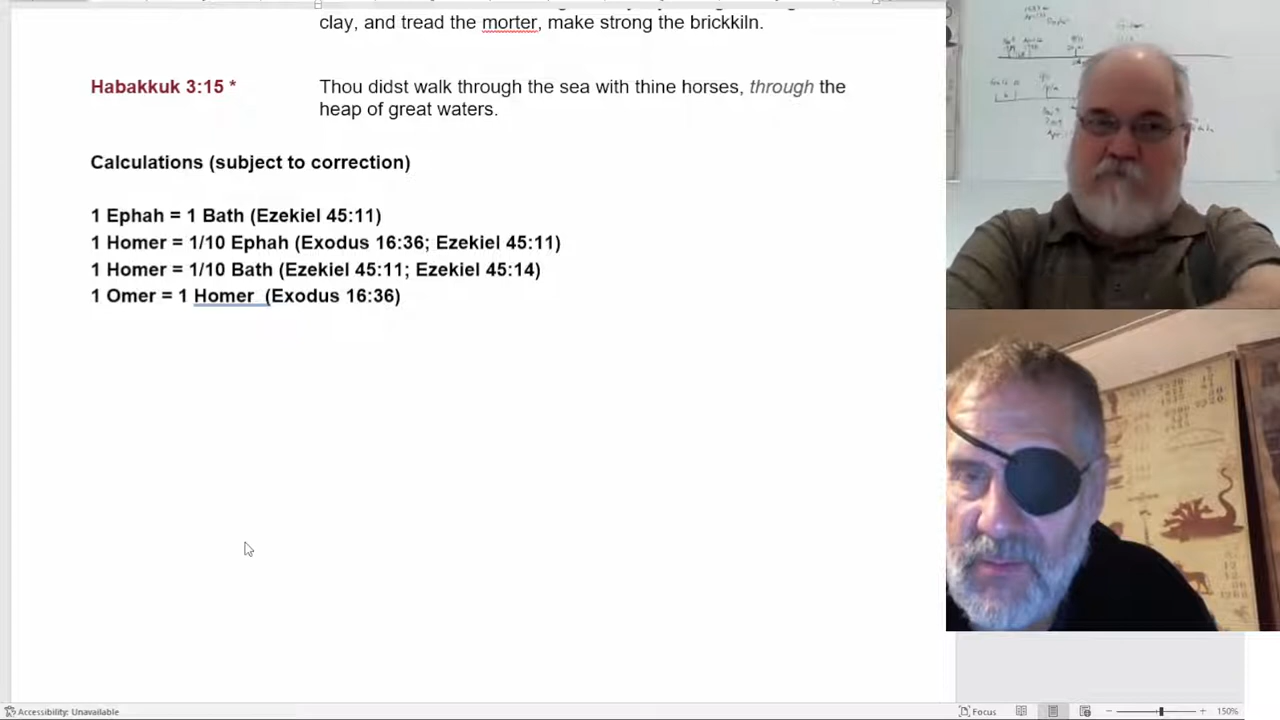 clay, and tread the morter, make strong the brickkiln.
Habakkuk 3:15 * Thou didst walk through the sea with thine horses, through the
heap of great waters.
Calculations (subject to correction)
1 Ephah = 1 Bath (Ezekiel 45:11)
1 Homer = 1/10 Ephah (Exodus 16:36; Ezekiel 45:11)
1 Homer = 1/10 Bath (Ezekiel 45:11; Ezekiel 45:14)
1 Omer = 1 Homer (Exodus 16:36)
2520
Accessibility: Unavailable
Focus
150%